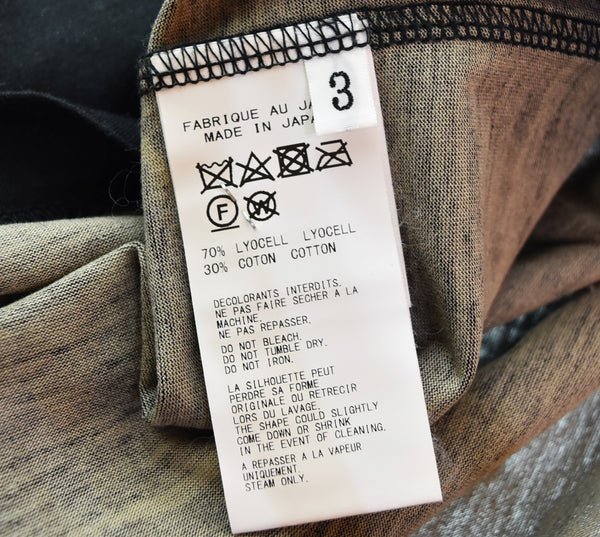 3
FABRIQUE AU JA
MADE IN JAPA
F W
70% LYOCELL LYOCELL
30% COTON COTTON
DECOLORANTS INTERDITS.
NE PAS FAIRE SECHER A LA
MACHINE.
NE PAS REPASSER.
DO NOT BLEACH.
DO NOT TUMBLE DRY.
DO NOT IRON.
LA SILHOUETTE PEUT
PERDRE SA FORME
ORIGINALE OU RETRECIR
LORS DU LAVAGE.
THE SHAPE COULD SLIGHTLY
COME DOWN OR SHRINK
IN THE EVENT OF CLEANING.
A REPASSER A LA VAPEUR
UNIQUEMENT.
STEAM ONLY.